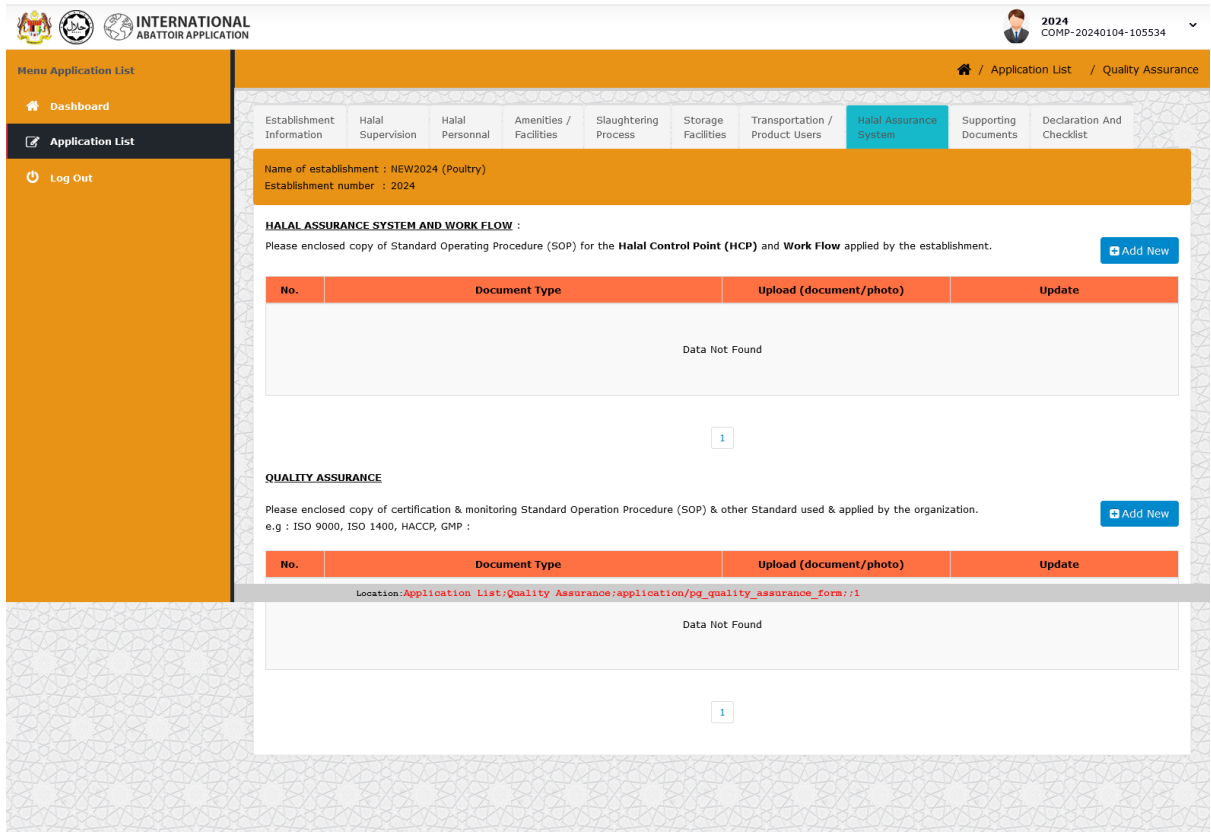 INTERNATIONAL
ABATTOIR APPLICATION
2024
COMP-20240104-105534
Menu Application List
/ Application List / Quality Assurance
Dashboard
Application List
Log Out
Establishment Information
Halal Supervision
Halal Personnal
Amenities / Facilities
Slaughtering Process
Storage Facilities
Transportation / Product Users
Halal Assurance System
Supporting Documents
Declaration And Checklist
Name of establishment : NEW2024 (Poultry)
Establishment number : 2024
HALAL ASSURANCE SYSTEM AND WORK FLOW :
Please enclosed copy of Standard Operating Procedure (SOP) for the Halal Control Point (HCP) and Work Flow applied by the establishment.
Add New
No. Document Type Upload (document/photo) Update
Data Not Found
1
QUALITY ASSURANCE
Please enclosed copy of certification & monitoring Standard Operation Procedure (SOP) & other Standard used & applied by the organization.
e.g : ISO 9000, ISO 1400, HACCP, GMP :
Add New
No. Document Type Upload (document/photo) Update
Location:Application List;Quality Assurance;application/pg_quality_assurance_form;;1
Data Not Found
1